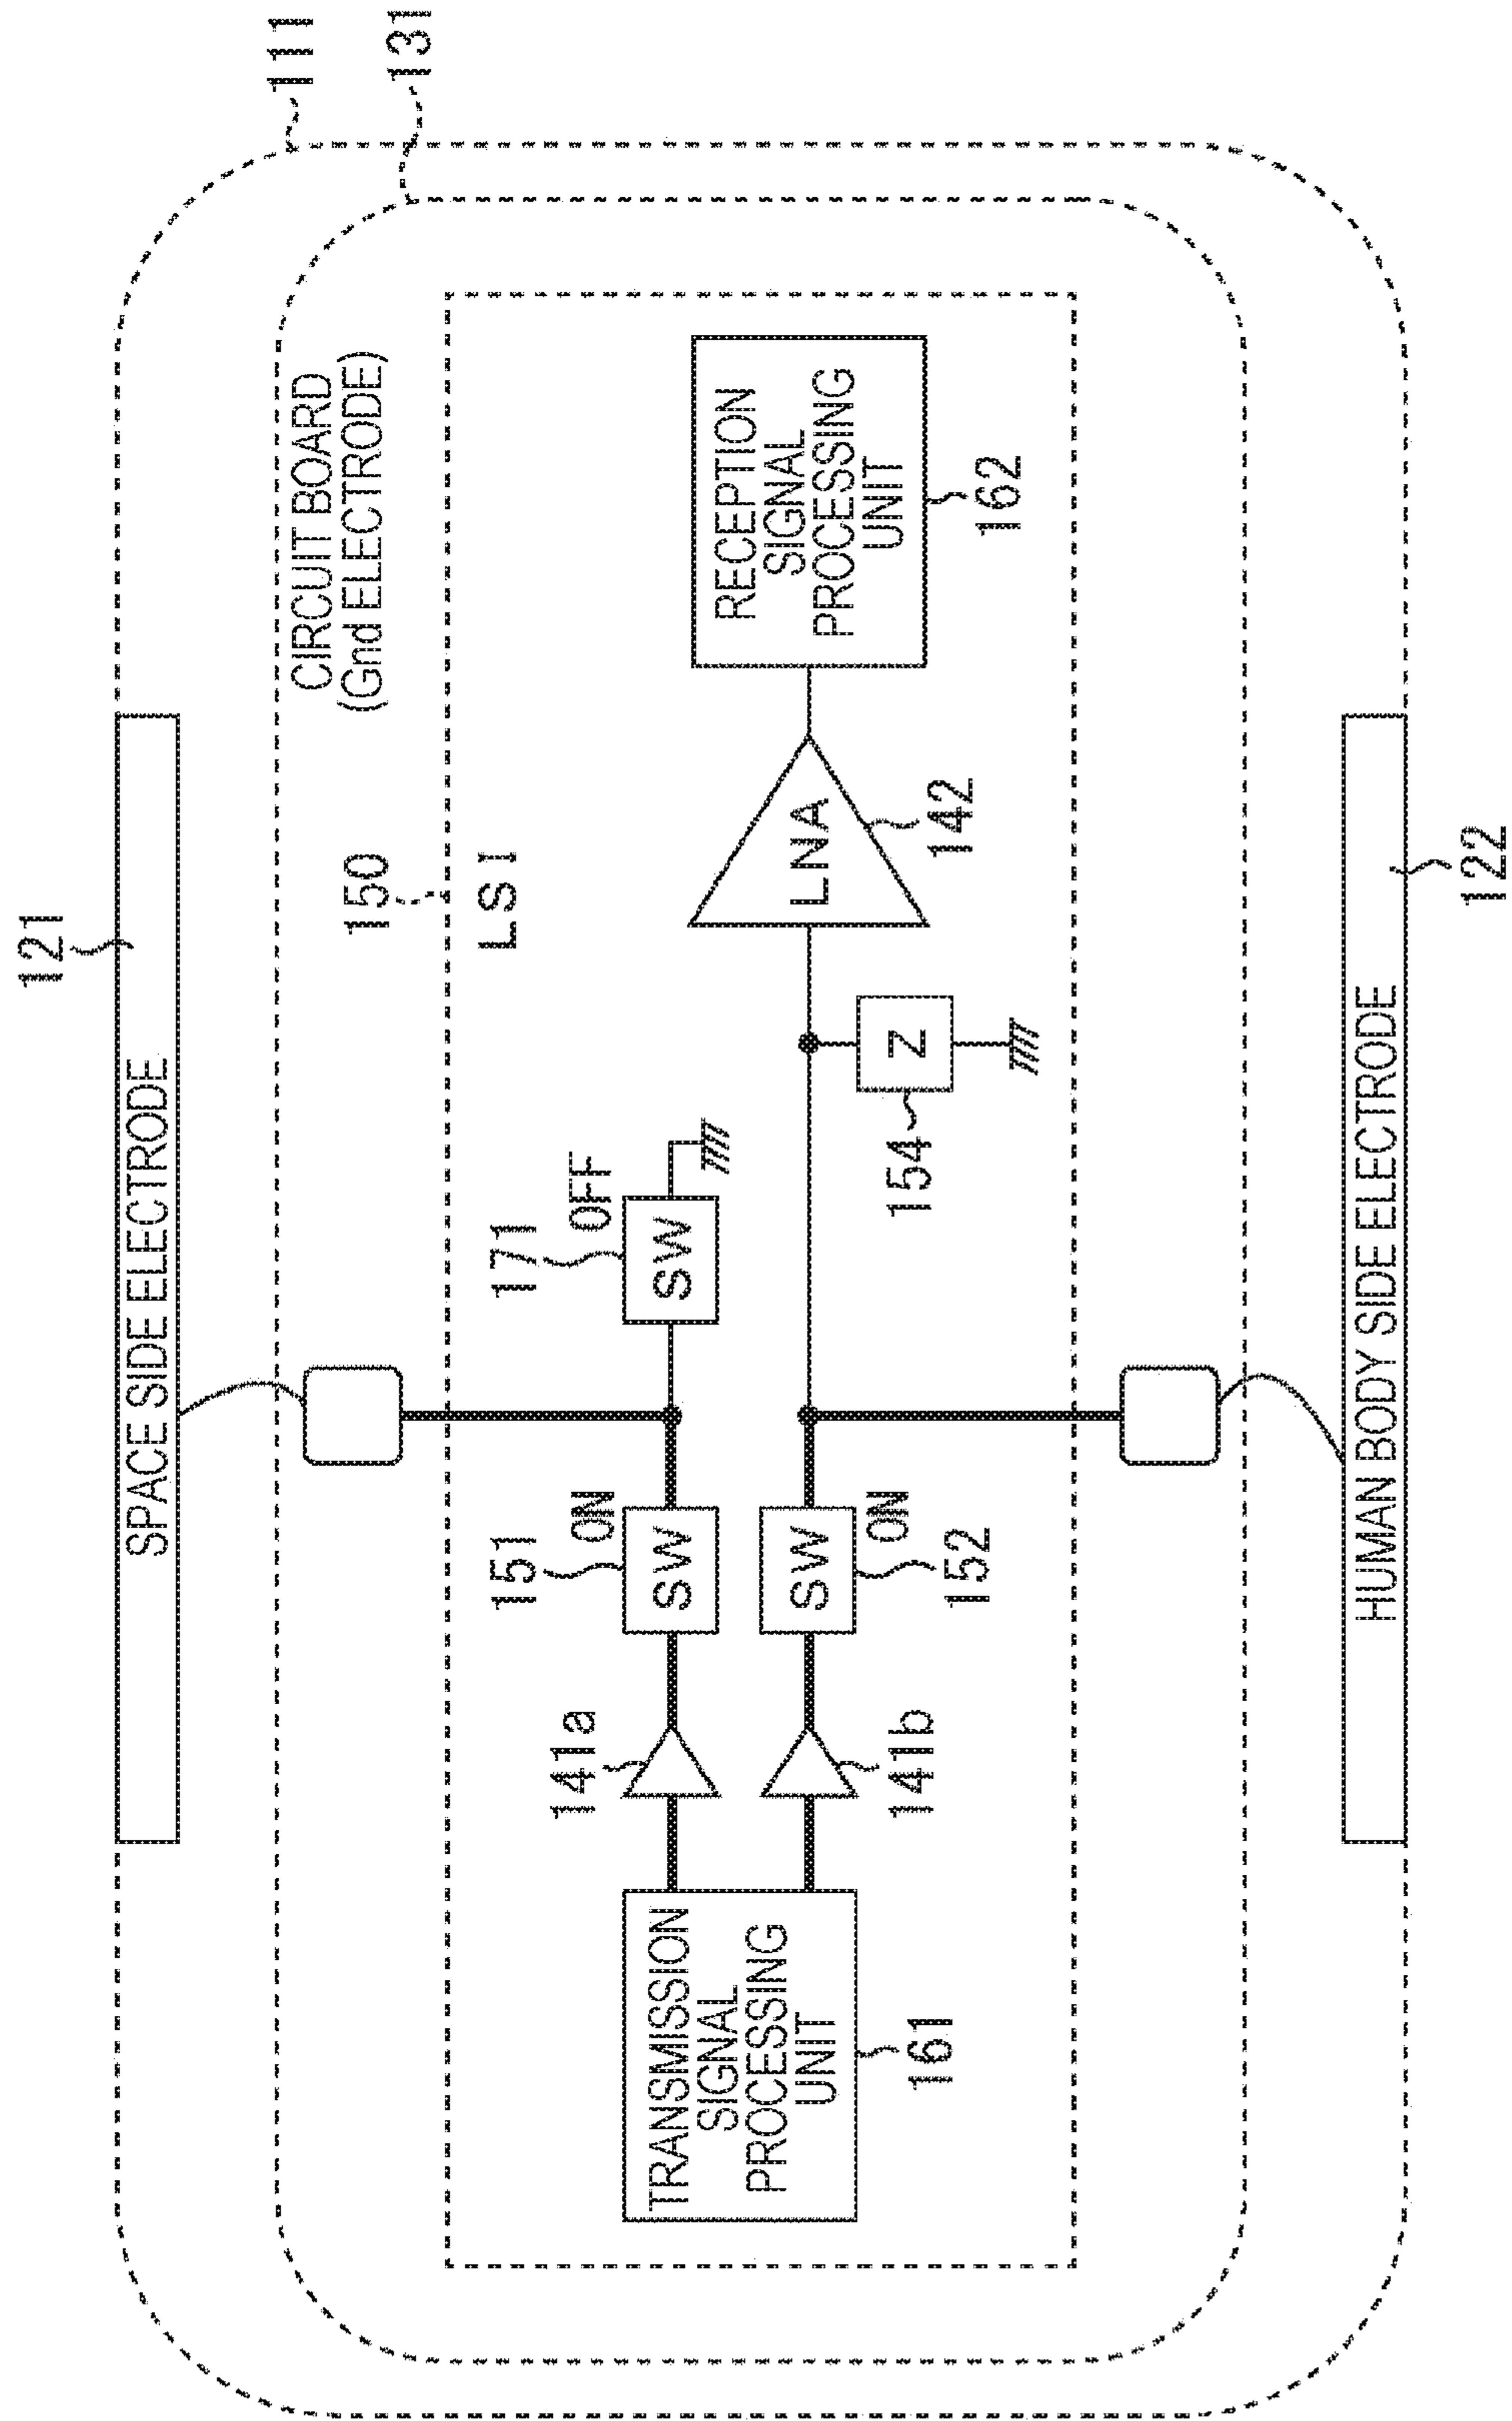 111
131
121
SPACE SIDE ELECTRODE
CIRCUIT BOARD
(Gnd ELECTRODE)
150
LSI
151
ON
SW
171
OFF
SW
141a
TRANSMISSION
SIGNAL
PROCESSING
UNIT
161
141b
SW
ON
152
Z
154
LNA
142
RECEPTION
SIGNAL
PROCESSING
UNIT
162
HUMAN BODY SIDE ELECTRODE
122